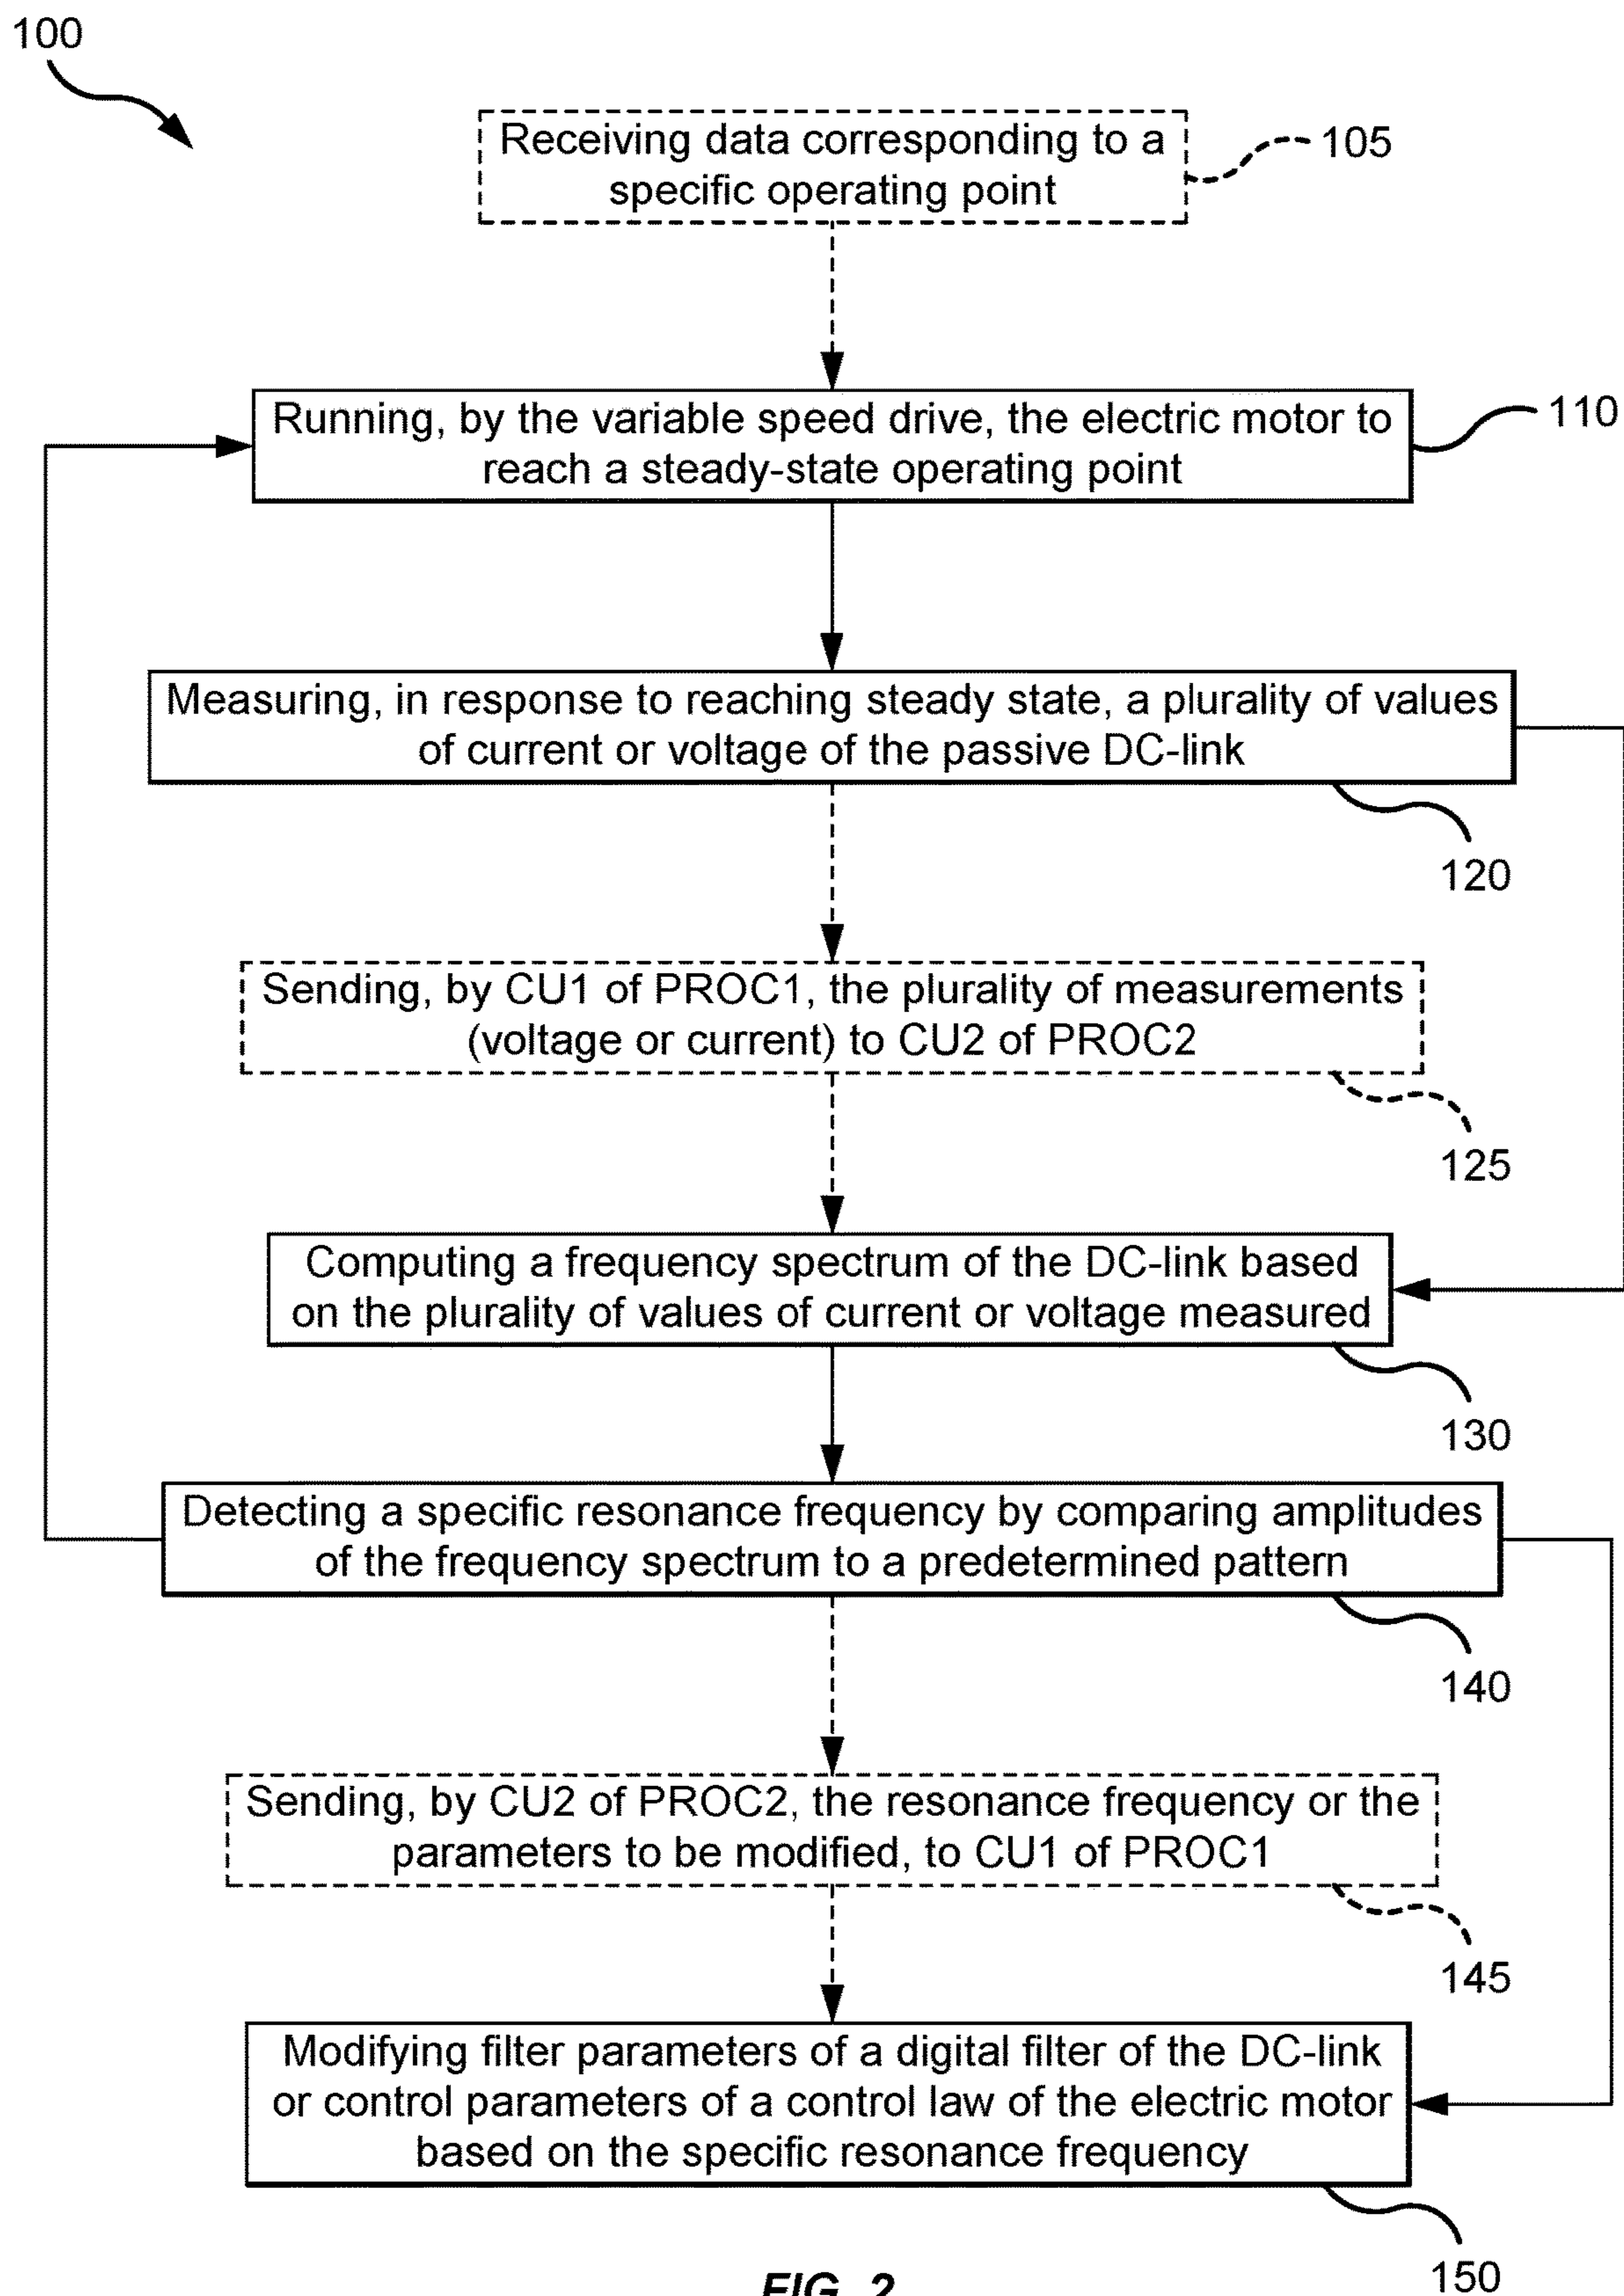 100
Receiving data corresponding to a
specific operating point
105
Running, by the variable speed drive, the electric motor to
reach a steady-state operating point
110
Measuring, in response to reaching steady state, a plurality of values
of current or voltage of the passive DC-link
120
Sending, by CU1 of PROC1, the plurality of measurements
(voltage or current) to CU2 of PROC2
125
Computing a frequency spectrum of the DC-link based
on the plurality of values of current or voltage measured
130
Detecting a specific resonance frequency by comparing amplitudes
of the frequency spectrum to a predetermined pattern
140
Sending, by CU2 of PROC2, the resonance frequency or the
parameters to be modified, to CU1 of PROC1
145
Modifying filter parameters of a digital filter of the DC-link
or control parameters of a control law of the electric motor
based on the specific resonance frequency
150
FIG. 2